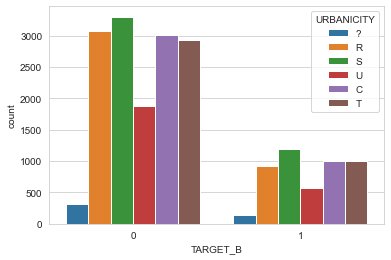 URBANICITY
?
R
S
U
C
T
3000
2500
2000
1500
1000
500
0
count
0 1
TARGET_B